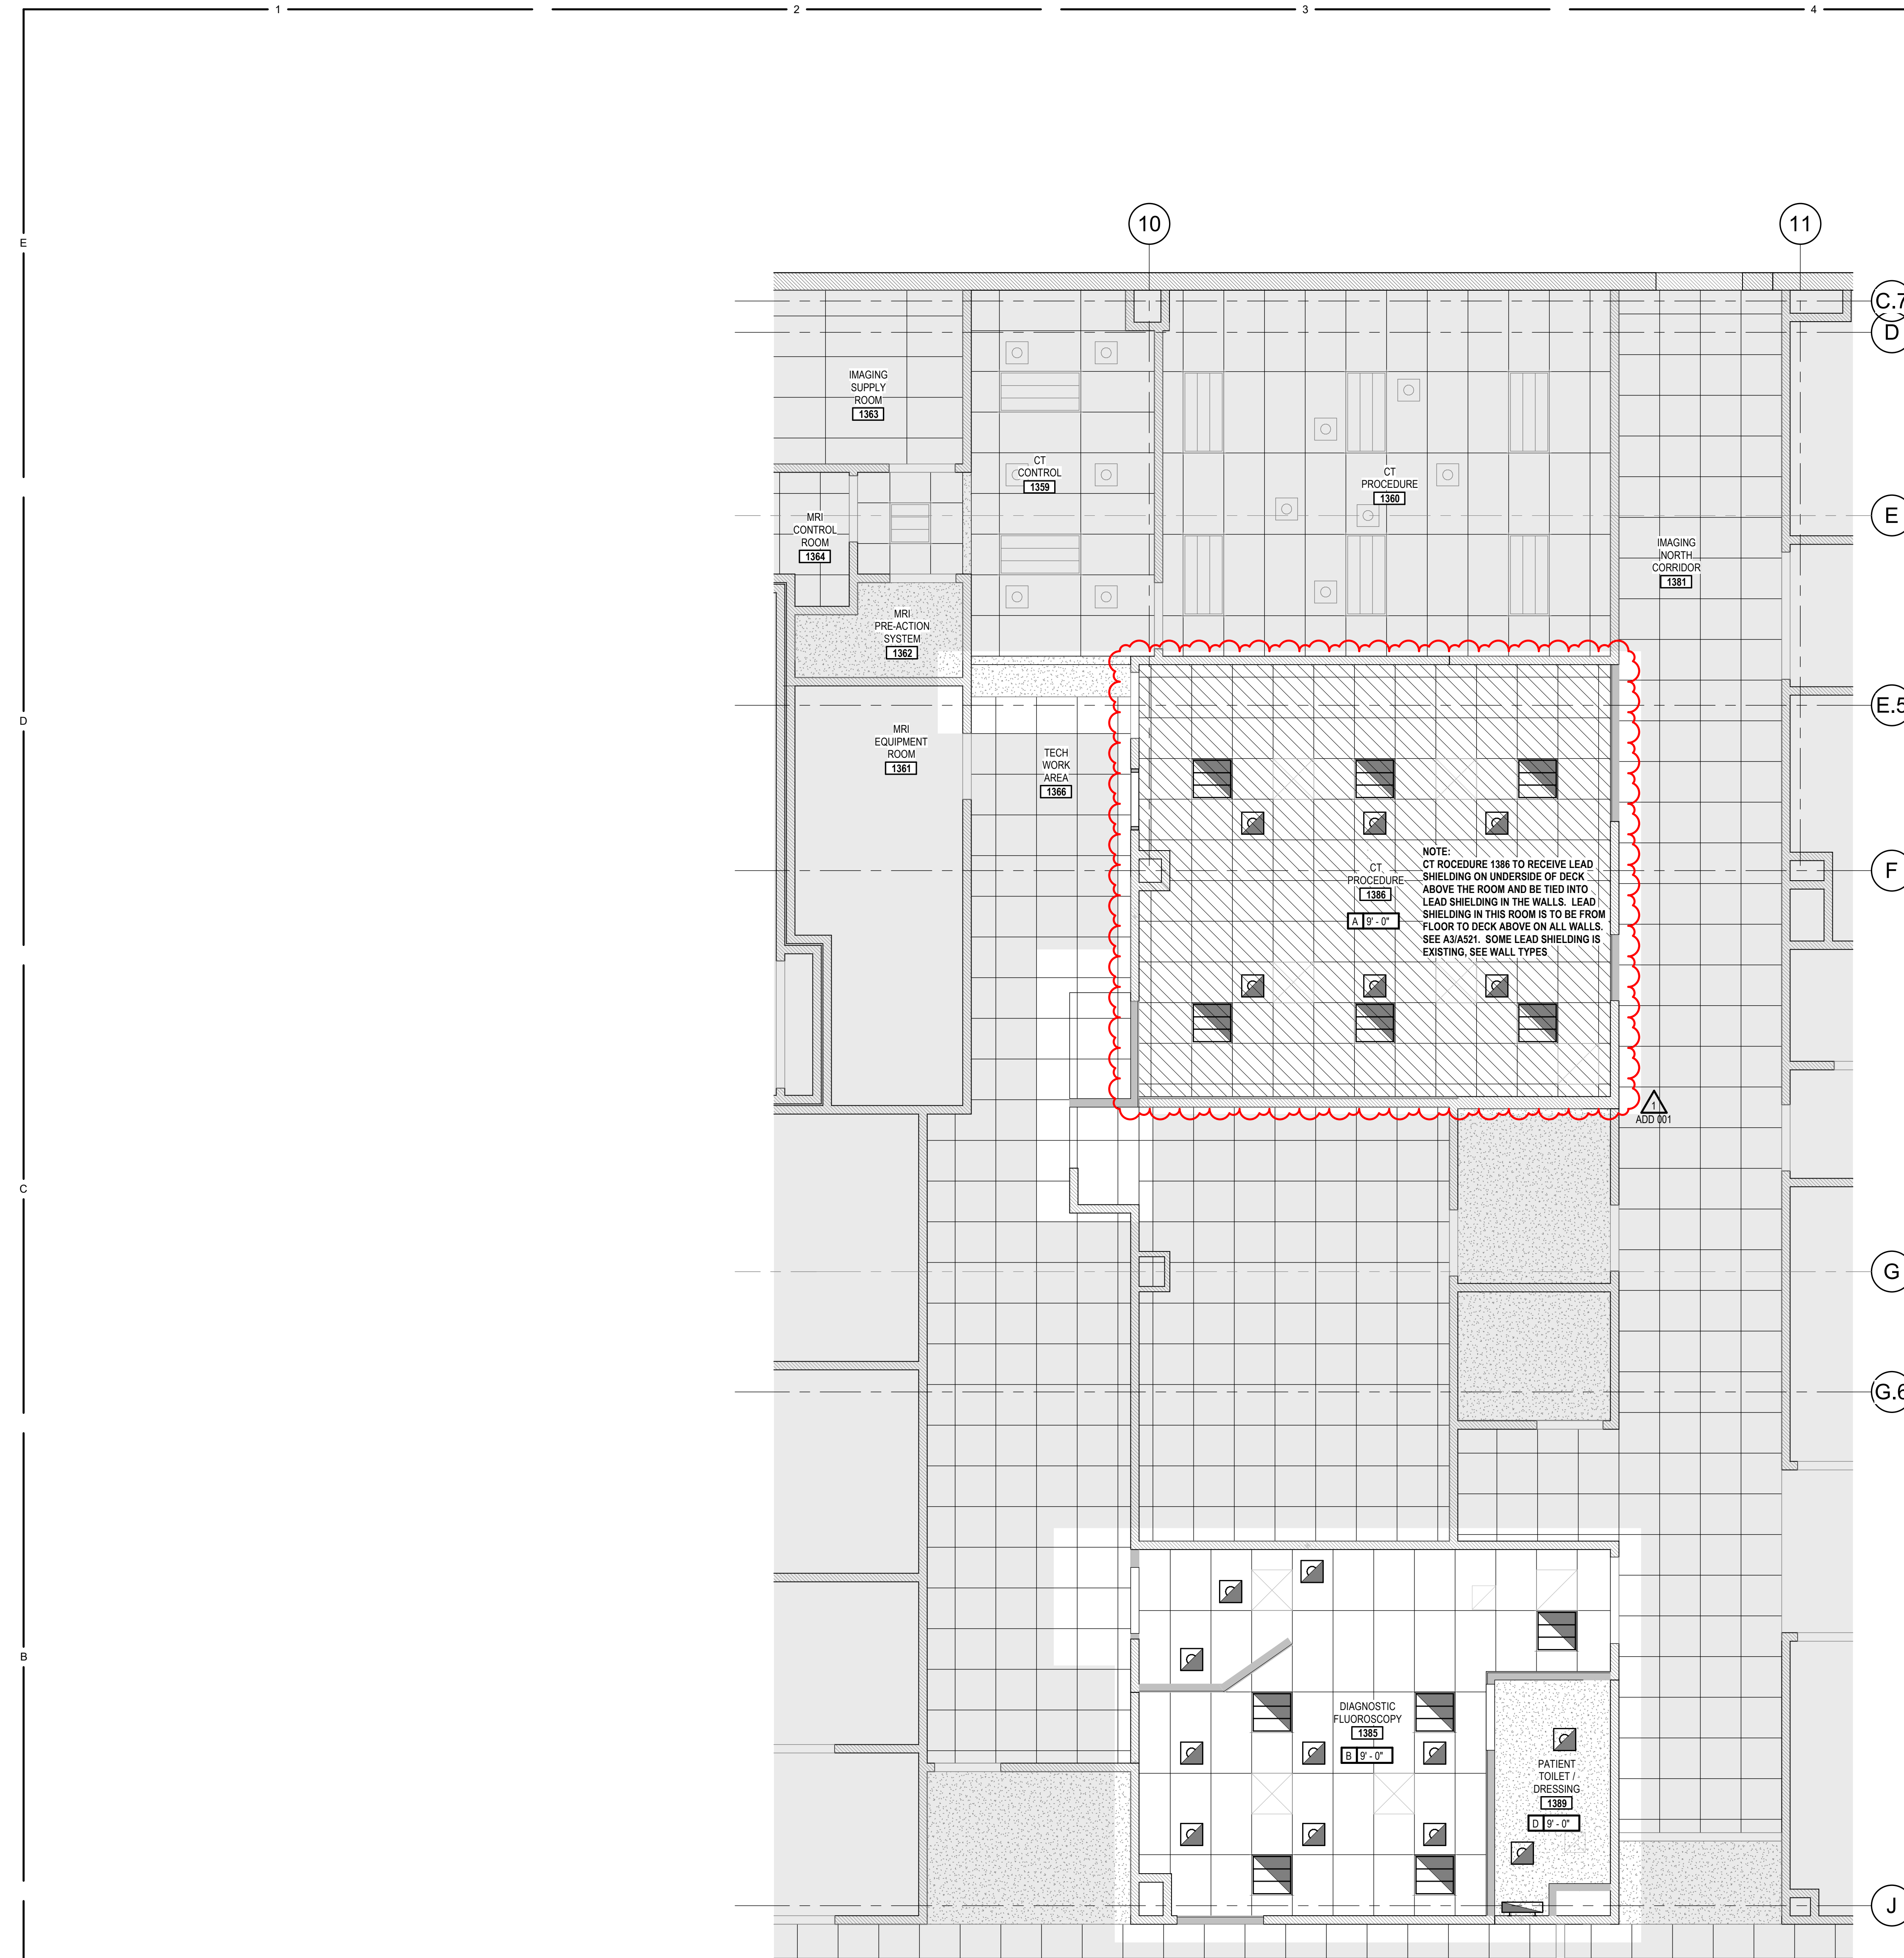 1
2
3
4
10
11
E
C.7
D
IMAGING
SUPPLY
ROOM
1363
CT
CONTROL
1359
CT
PROCEDURE
1360
MRI
CONTROL
ROOM
1364
E
IMAGING
NORTH
CORRIDOR
1381
MRI
PRE-ACTION
SYSTEM
1362
D
E.5
MRI
EQUIPMENT
ROOM
1361
TECH
WORK
AREA
1366
CT
PROCEDURE
1386
A 9' - 0"
NOTE:
CT ROCEDURE 1386 TO RECEIVE LEAD
SHIELDING ON UNDERSIDE OF DECK
ABOVE THE ROOM AND BE TIED INTO
LEAD SHIELDING IN THE WALLS.  LEAD
SHIELDING IN THIS ROOM IS TO BE FROM
FLOOR TO DECK ABOVE ON ALL WALLS.
SEE A3/A521.  SOME LEAD SHIELDING IS
EXISTING, SEE WALL TYPES
F
1
ADD 001
C
G
G.6
B
DIAGNOSTIC
FLUOROSCOPY
1385
B 9' - 0"
PATIENT
TOILET /
DRESSING
1389
D 9' - 0"
J